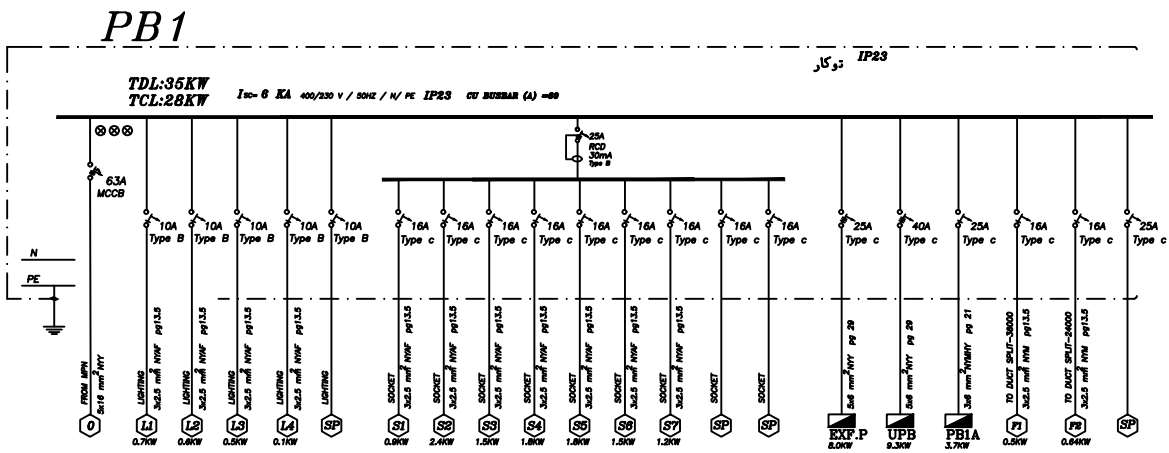 PB1
توکار IP23
TDL:35KW
TCL:28KW
Isc= 6 KA 400/230 V / 50HZ / N/ PE IP23 CU BUSBAR (A) =69
25A
RCD
30mA
Type B
63A
MCCB
10A 10A 10A 10A 10A 16A 16A 16A 16A 16A 16A 16A 16A 16A 25A 40A 25A 16A 16A 25A
Type B Type B Type B Type B Type B Type c Type c Type c Type c Type c Type c Type c Type c Type c Type c Type c Type c Type c Type c Type c
N
PE
FROM MPN
5x16 mm² NYY
LIGHTING
3x2.5 mm² NYAF pg13.5
LIGHTING
3x2.5 mm² NYAF pg13.5
LIGHTING
3x2.5 mm² NYAF pg13.5
LIGHTING
3x2.5 mm² NYAF pg13.5
LIGHTING
SOCKET
3x2.5 mm² NYAF pg13.5
SOCKET
3x2.5 mm² NYAF pg13.5
SOCKET
3x2.5 mm² NYAF pg13.5
SOCKET
3x2.5 mm² NYAF pg13.5
SOCKET
3x2.5 mm² NYAF pg13.5
SOCKET
3x2.5 mm² NYAF pg13.5
SOCKET
3x2.5 mm² NYAF pg13.5
SOCKET
SOCKET
5x6 mm² NYY pg 29
5x6 mm² NYY pg 29
3x6 mm² NYMHY pg 21
TO DUCT SPLIT-36000
3x2.5 mm² NYM pg13.5
TO DUCT SPLIT-24000
3x2.5 mm² NYM pg13.5
0 L1 L2 L3 L4 SP S1 S2 S3 S4 S5 S6 S7 SP SP EXF.P UPB PB1A F1 F2 SP
0.7KW 0.6KW 0.5KW 0.1KW 0.9KW 2.4KW 1.5KW 1.8KW 1.8KW 1.5KW 1.2KW 8.0KW 9.3KW 3.7KW 0.5KW 0.64KW